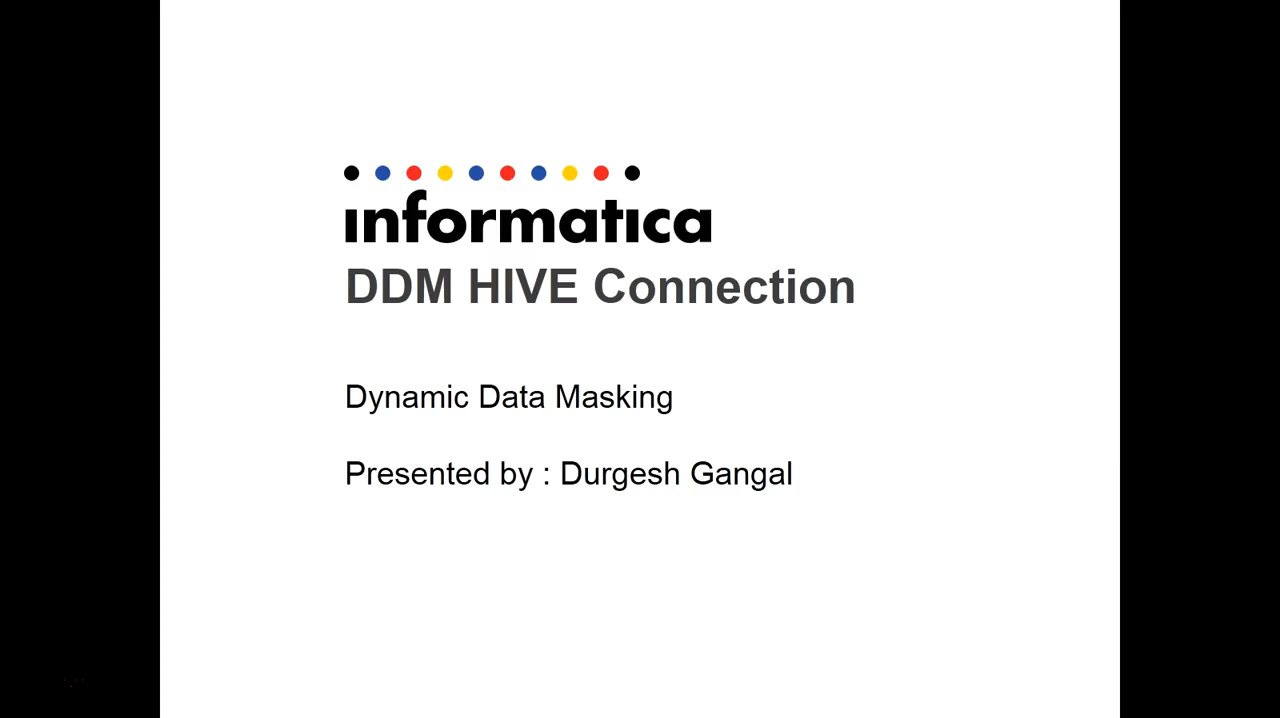 informatica
DDM HIVE Connection
Dynamic Data Masking
Presented by : Durgesh Gangal